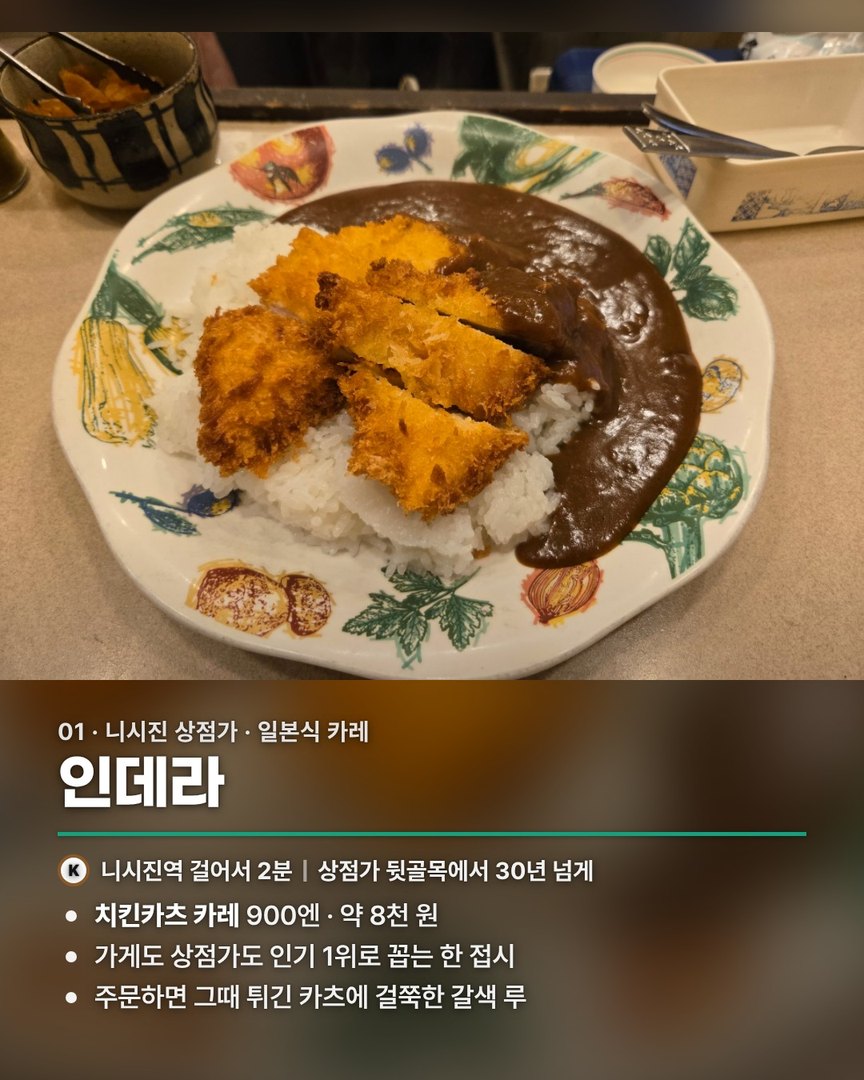 01 · 니시진 상점가 · 일본식 카레
인데라
K 니시진역 걸어서 2분 | 상점가 뒷골목에서 30년 넘게
• 치킨카츠 카레 900엔 · 약 8천 원
• 가게도 상점가도 인기 1위로 꼽는 한 접시
• 주문하면 그때 튀긴 카츠에 걸쭉한 갈색 루